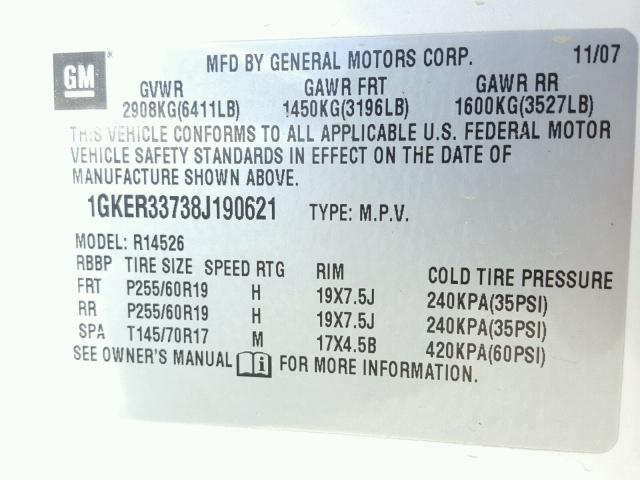 GM
MFD BY GENERAL MOTORS CORP. 11/07
GVWR GAWR FRT GAWR RR
2908KG(6411LB) 1450KG(3196LB) 1600KG(3527LB)
THIS VEHICLE CONFORMS TO ALL APPLICABLE U.S. FEDERAL MOTOR
VEHICLE SAFETY STANDARDS IN EFFECT ON THE DATE OF
MANUFACTURE SHOWN ABOVE.
1GKER33738J190621 TYPE: M.P.V.
MODEL: R14526
RBBP TIRE SIZE SPEED RTG RIM COLD TIRE PRESSURE
FRT P255/60R19 H 19X7.5J 240KPA(35PSI)
RR P255/60R19 H 19X7.5J 240KPA(35PSI)
SPA T145/70R17 M 17X4.5B 420KPA(60PSI)
SEE OWNER'S MANUAL i FOR MORE INFORMATION.